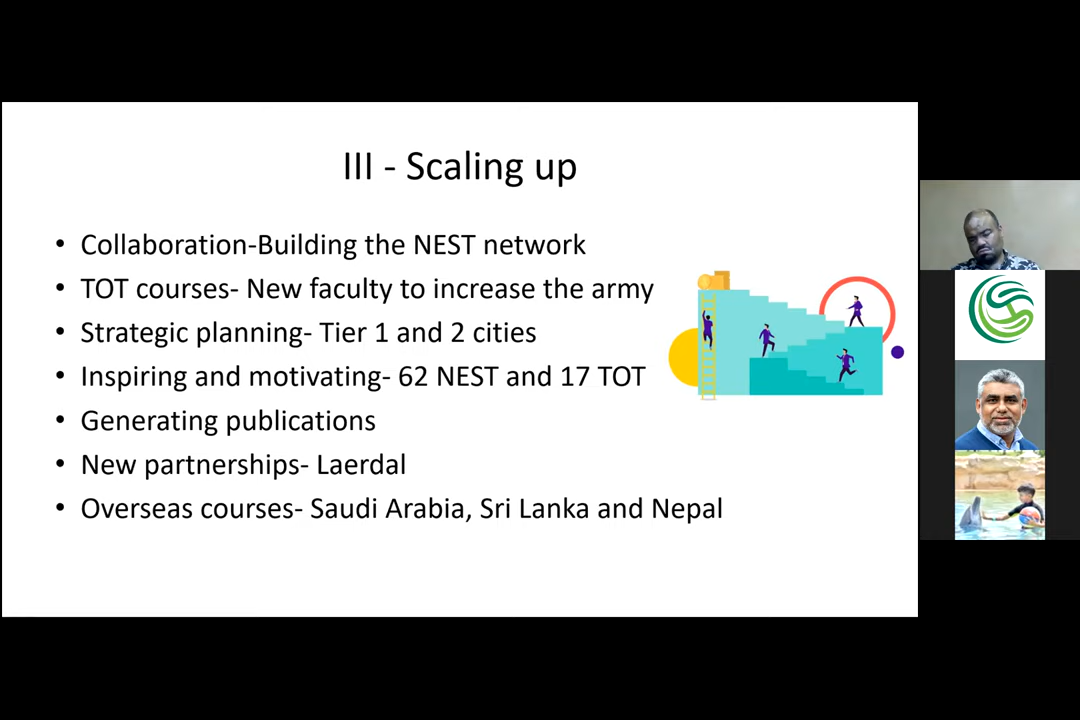 III - Scaling up
• Collaboration-Building the NEST network
• TOT courses- New faculty to increase the army
Strategic planning- Tier 1 and 2 cities
• Inspiring and motivating- 62 NEST and 17 TOT
• Generating publications
• New partnerships- Laerdal
• Overseas courses- Saudi Arabia, Sri Lanka and Nepal